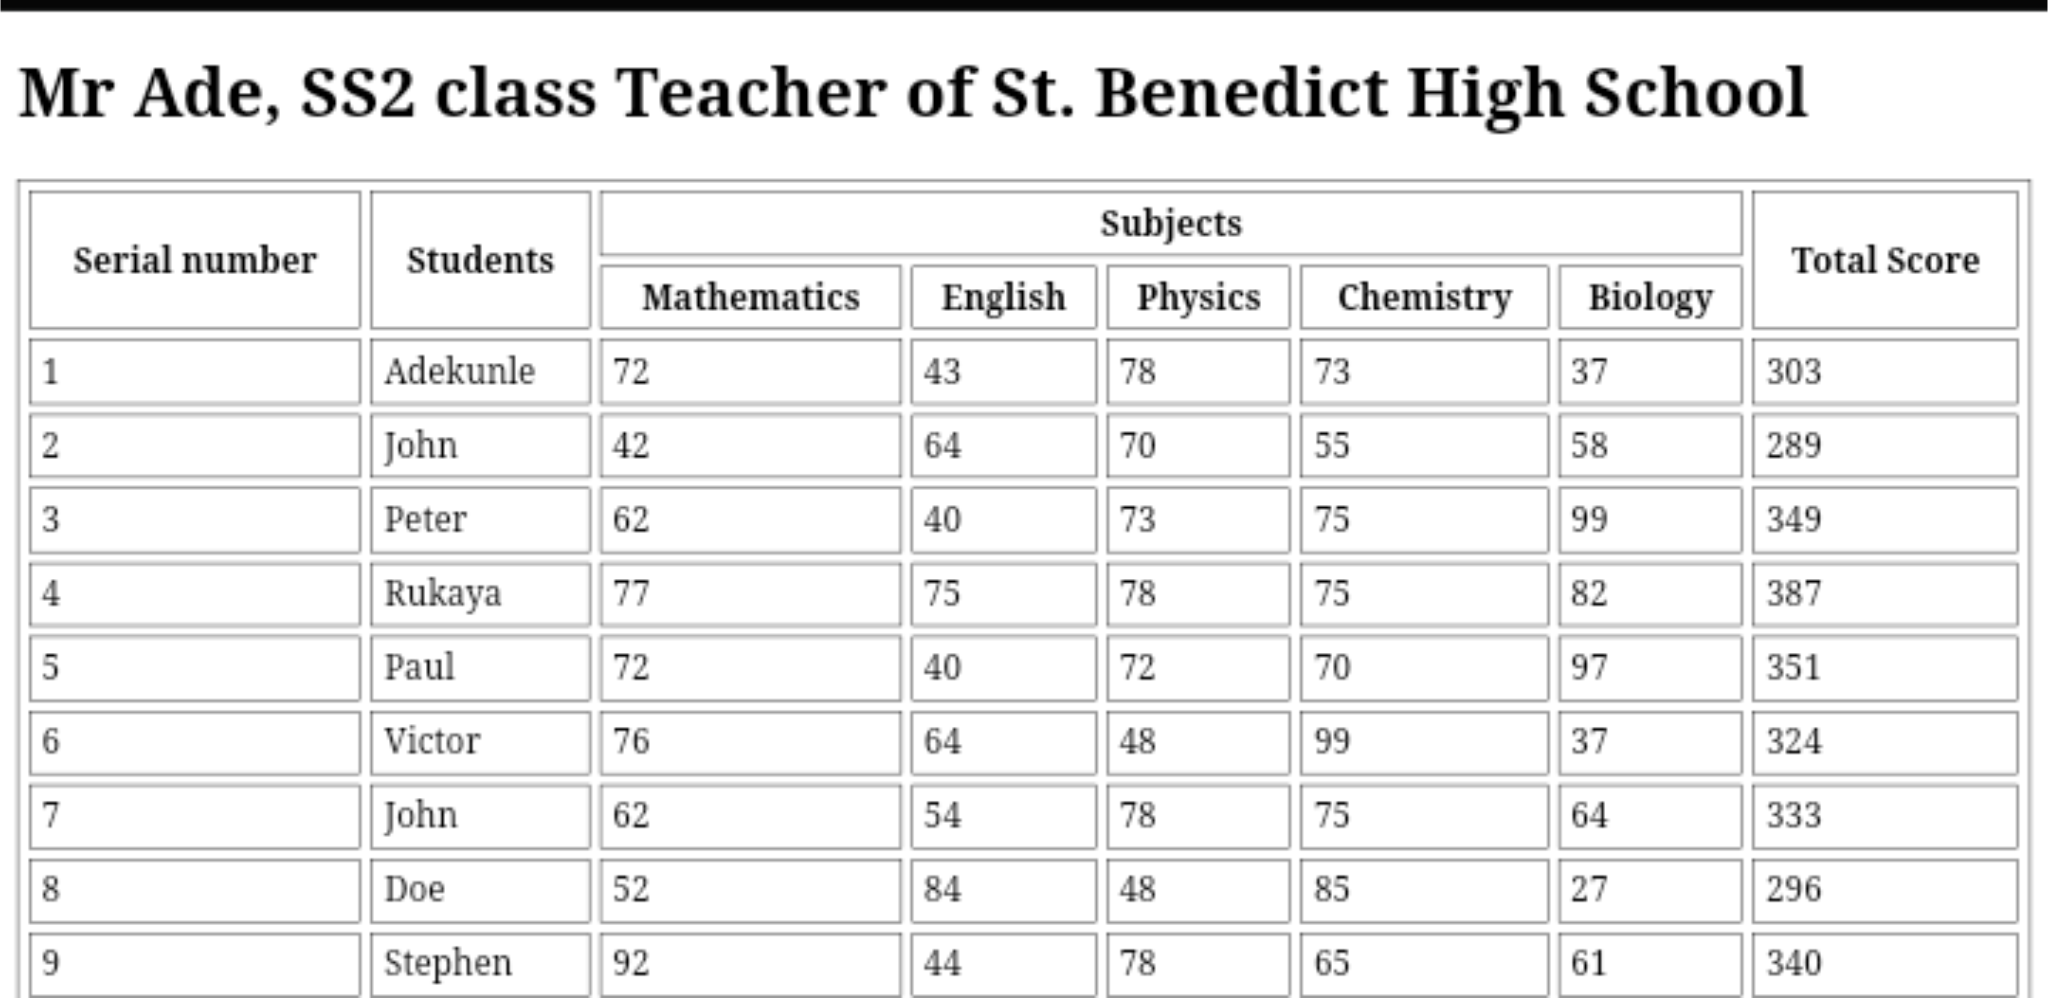 Mr Ade, SS2 class Teacher of St. Benedict High School
Serial number Students Subjects Total Score
Mathematics English Physics Chemistry Biology
1 Adekunle 72 43 78 73 37 303
2 John 42 64 70 55 58 289
3 Peter 62 40 73 75 99 349
4 Rukaya 77 75 78 75 82 387
5 Paul 72 40 72 70 97 351
6 Victor 76 64 48 99 37 324
7 John 62 54 78 75 64 333
8 Doe 52 84 48 85 27 296
9 Stephen 92 44 78 65 61 340